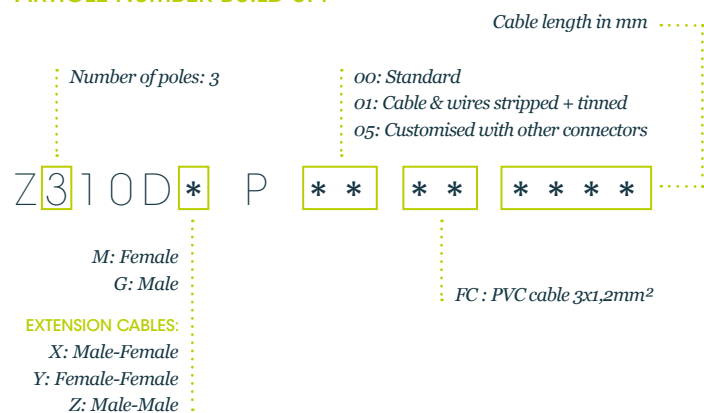 Cable length in mm
Number of poles: 3
00: Standard
01: Cable & wires stripped + tinned
05: Customised with other connectors
Z310D* P ** ** ****
M: Female
G: Male
FC : PVC cable 3x1,2mm²
EXTENSION CABLES:
X: Male-Female
Y: Female-Female
Z: Male-Male